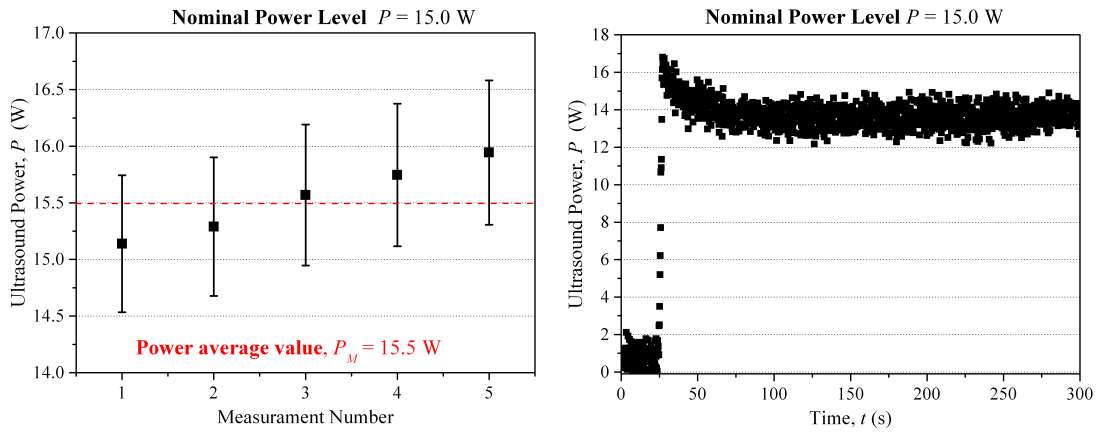 Nominal Power Level P = 15.0 W
Ultrasound Power, P (W)
17.0
16.5
16.0
15.5
15.0
14.5
14.0
Power average value, P_M = 15.5 W
1 2 3 4 5
Measurament Number
Nominal Power Level P = 15.0 W
Ultrasound Power, P (W)
18
16
14
12
10
8
6
4
2
0
0 50 100 150 200 250 300
Time, t (s)